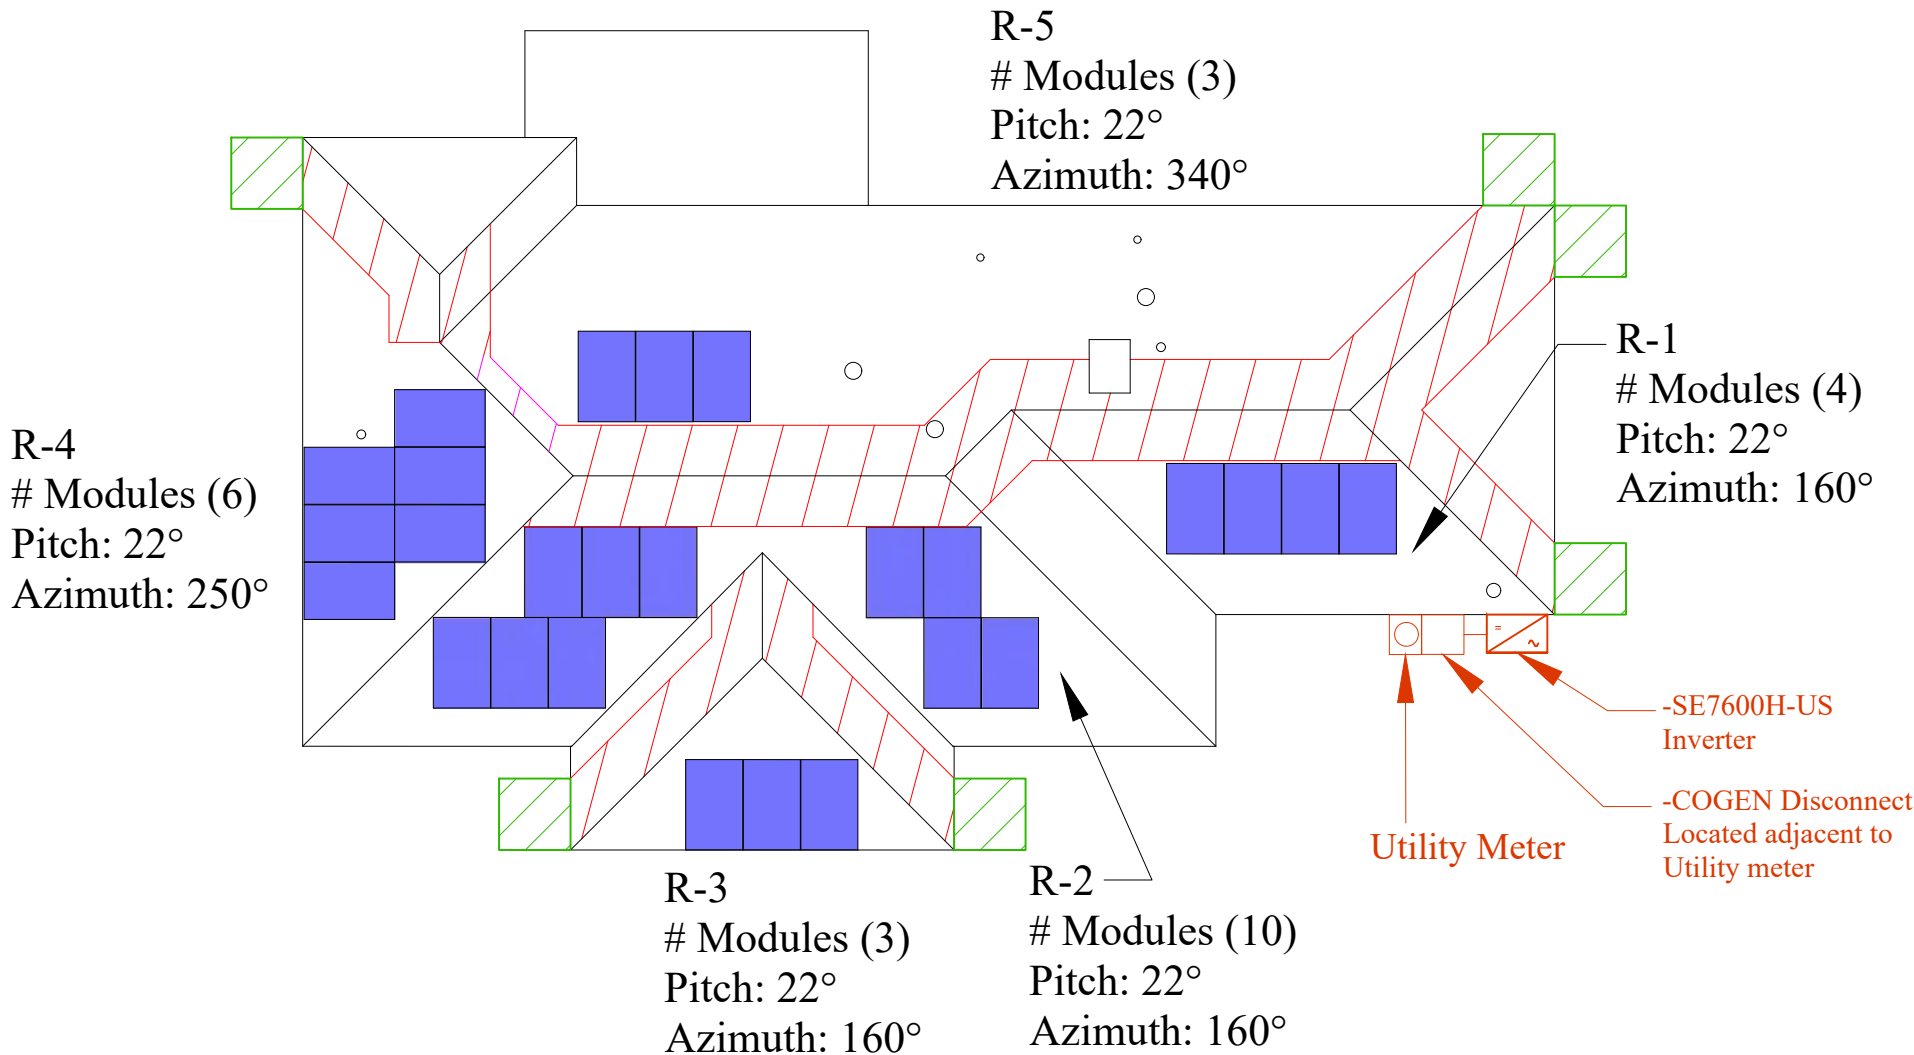 R-5
# Modules (3)
Pitch: 22°
Azimuth: 340°
R-1
# Modules (4)
Pitch: 22°
Azimuth: 160°
R-4
# Modules (6)
Pitch: 22°
Azimuth: 250°
=
~
-SE7600H-US
Inverter
-COGEN Disconnect
Located adjacent to
Utility meter
Utility Meter
R-3
# Modules (3)
Pitch: 22°
Azimuth: 160°
R-2
# Modules (10)
Pitch: 22°
Azimuth: 160°